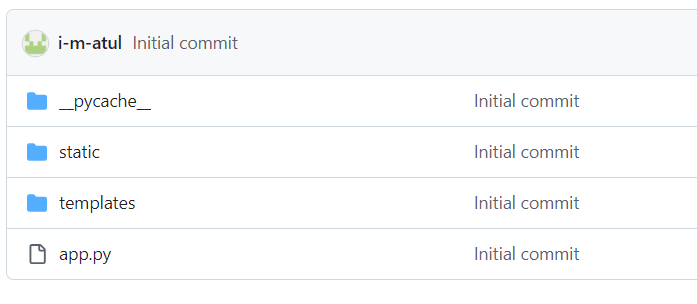 i-m-atul Initial commit
__pycache__ Initial commit
static Initial commit
templates Initial commit
app.py Initial commit